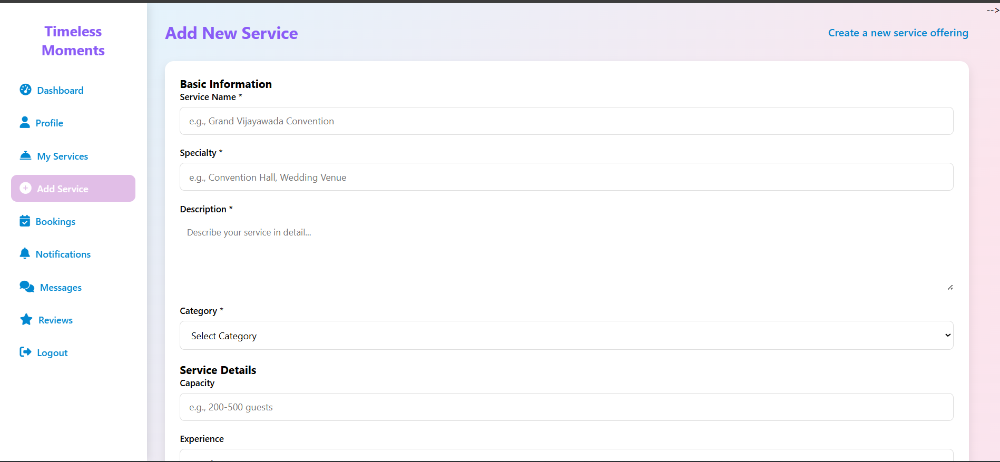 -->
Timeless
Moments
Dashboard
Profile
My Services
Add Service
Bookings
Notifications
Messages
Reviews
Logout
Add New Service
Create a new service offering
Basic Information
Service Name *
e.g., Grand Vijayawada Convention
Specialty *
e.g., Convention Hall, Wedding Venue
Description *
Describe your service in detail...
Category *
Select Category
Service Details
Capacity
e.g., 200-500 guests
Experience